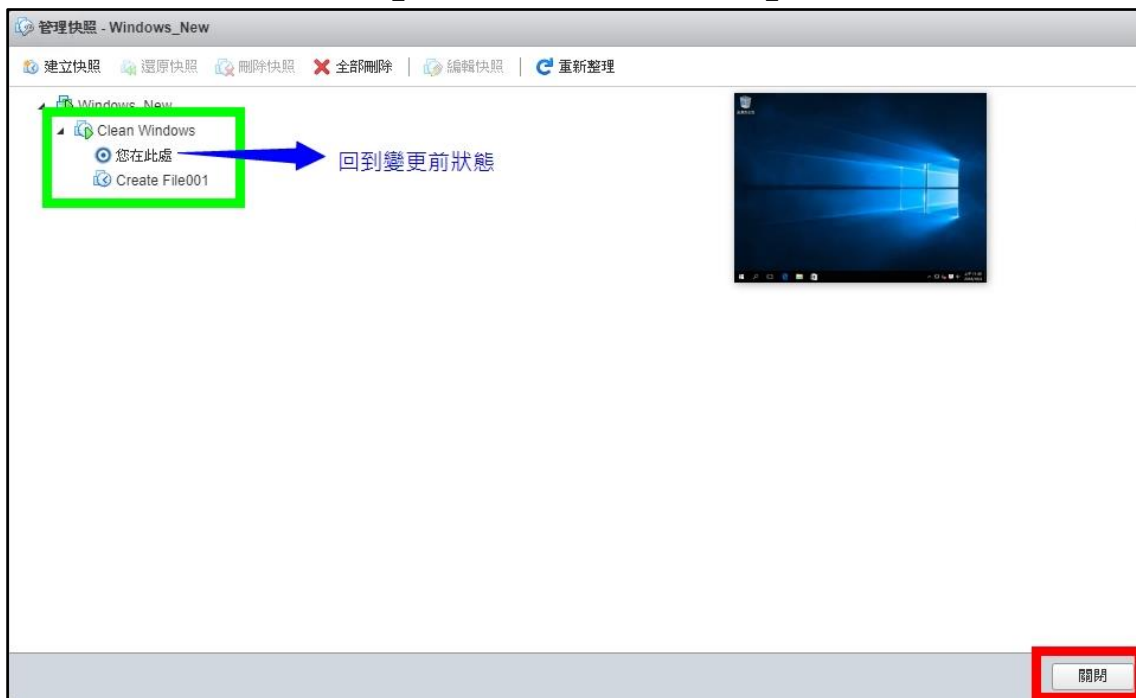 管理快照 - Windows_New
建立快照 還原快照 刪除快照 全部刪除 編輯快照 重新整理
Windows_New
Clean Windows
您在此處
回到變更前狀態
Create File001
關閉